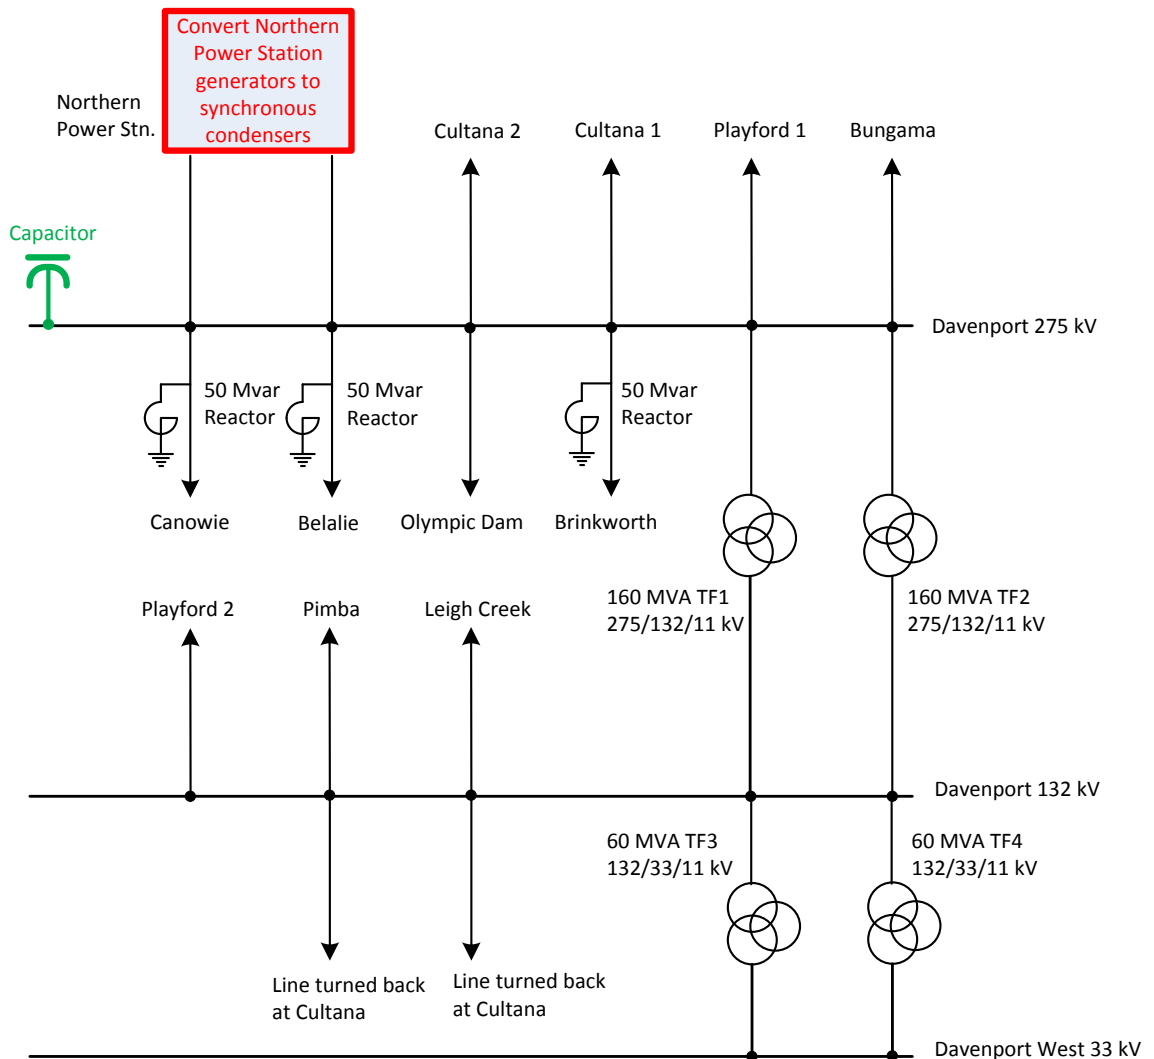 Convert Northern
Power Station
generators to
synchronous
condensers
Northern
Power Stn.
Cultana 2
Cultana 1
Playford 1
Bungama
Capacitor
Davenport 275 kV
50 Mvar
Reactor
50 Mvar
Reactor
50 Mvar
Reactor
Canowie
Belalie
Olympic Dam
Brinkworth
160 MVA TF1
275/132/11 kV
160 MVA TF2
275/132/11 kV
Playford 2
Pimba
Leigh Creek
Davenport 132 kV
60 MVA TF3
132/33/11 kV
60 MVA TF4
132/33/11 kV
Line turned back
at Cultana
Line turned back
at Cultana
Davenport West 33 kV